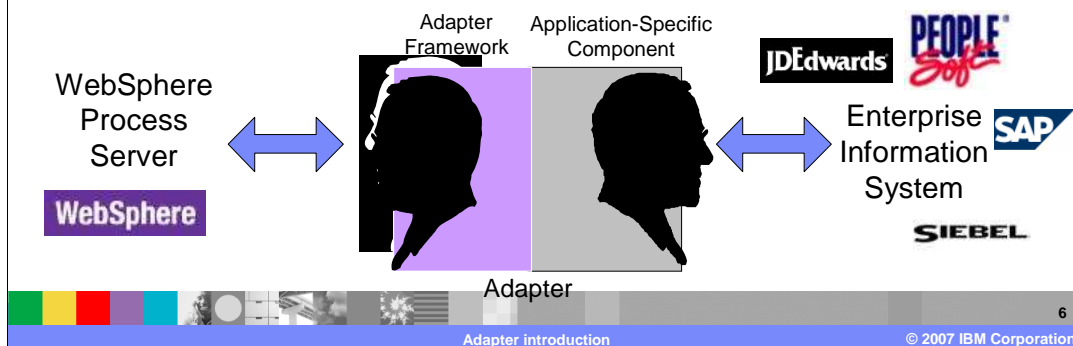 Adapter
Framework
Application-Specific
Component
JDEdwards
PEOPLE
Soft
WebSphere
Process
Server
Enterprise
Information
System
SAP
WebSphere
SIEBEL
Adapter
6
Adapter introduction
© 2007 IBM Corporation